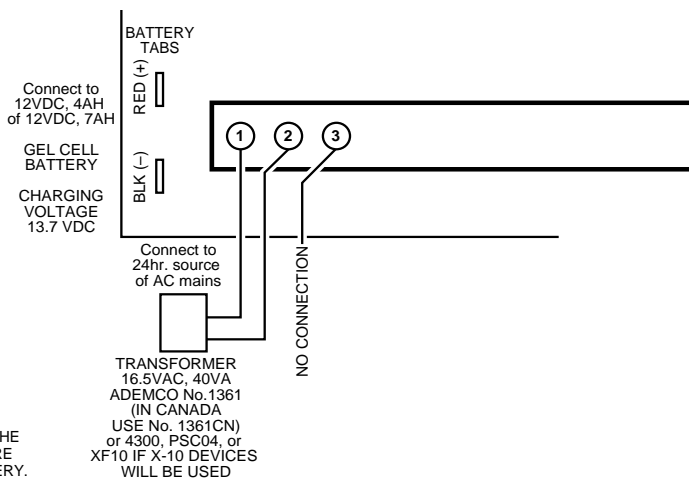 BATTERY
TABS
RED (+)
Connect to
12VDC, 4AH
of 12VDC, 7AH
GEL CELL
BATTERY
BLK (–)
CHARGING
VOLTAGE
13.7 VDC
1 2 3
Connect to
24hr. source
of AC mains
NO CONNECTION
TRANSFORMER
16.5VAC, 40VA
ADEMCO No.1361
(IN CANADA
USE No. 1361CN)
or 4300, PSC04, or
XF10 IF X-10 DEVICES
WILL BE USED